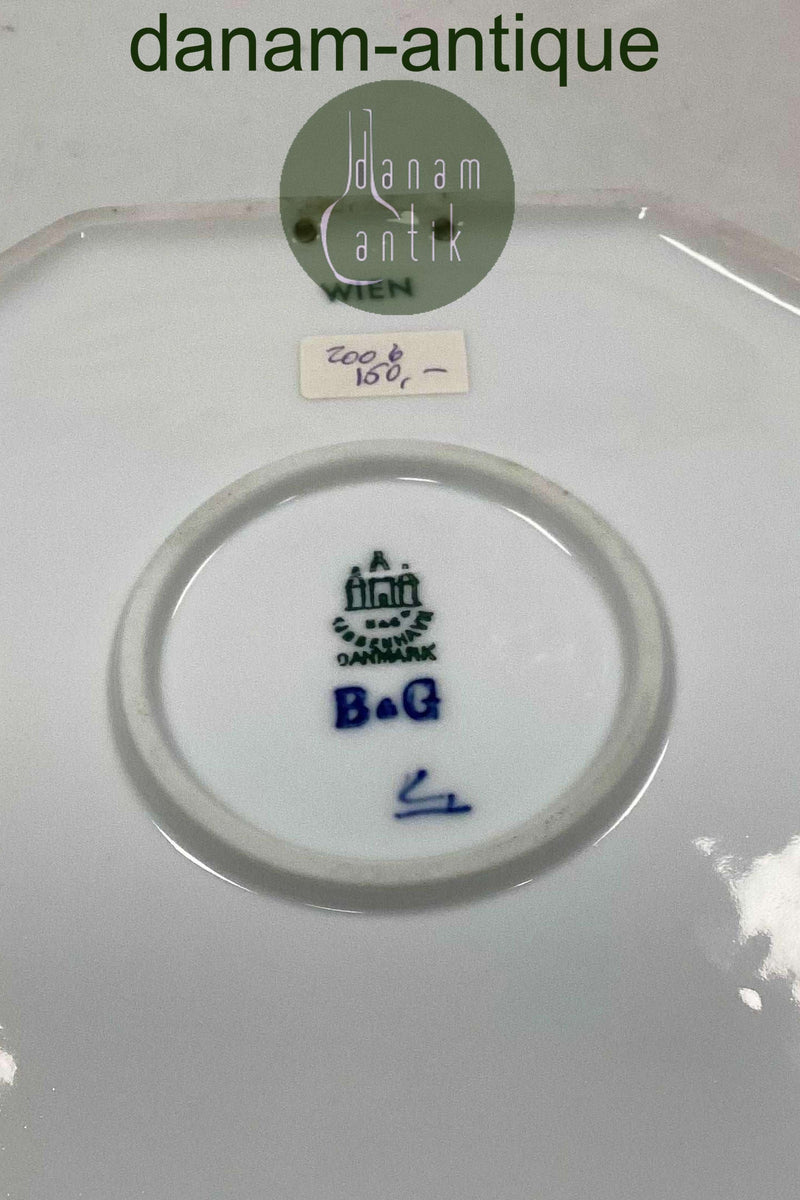 danam-antique
danam
antik
WIEN
200 6
150,-
B&G
KJØBENHAVN
DANMARK
B&G